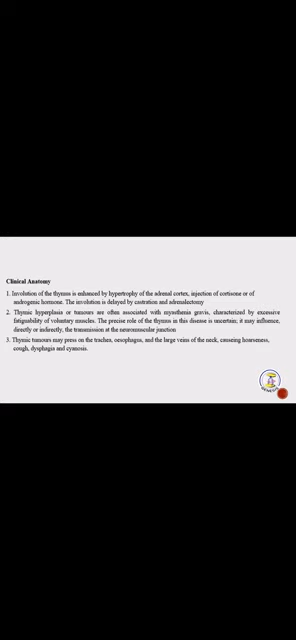 Clinical Anatomy
1. Involution of the thymus is enhanced by hypertrophy of the adrenal cortex, injection of cortisone or of
androgenic hormone. The involution is delayed by castration and adrenalectomy
2. Thymic hyperplasia or tumours are often associated with myasthenia gravis, characterized by excessive
fatigability of voluntary muscles. The precise role of the thymus in this disease is uncertain, it may influence,
directly or indirectly, the transmission at the neuromuscular junction
3. Thymic tumours may press on the trachea, oesophagus, and the large veins of the neck, causeing hoarseness,
cough, dysphagia and cyanosis.